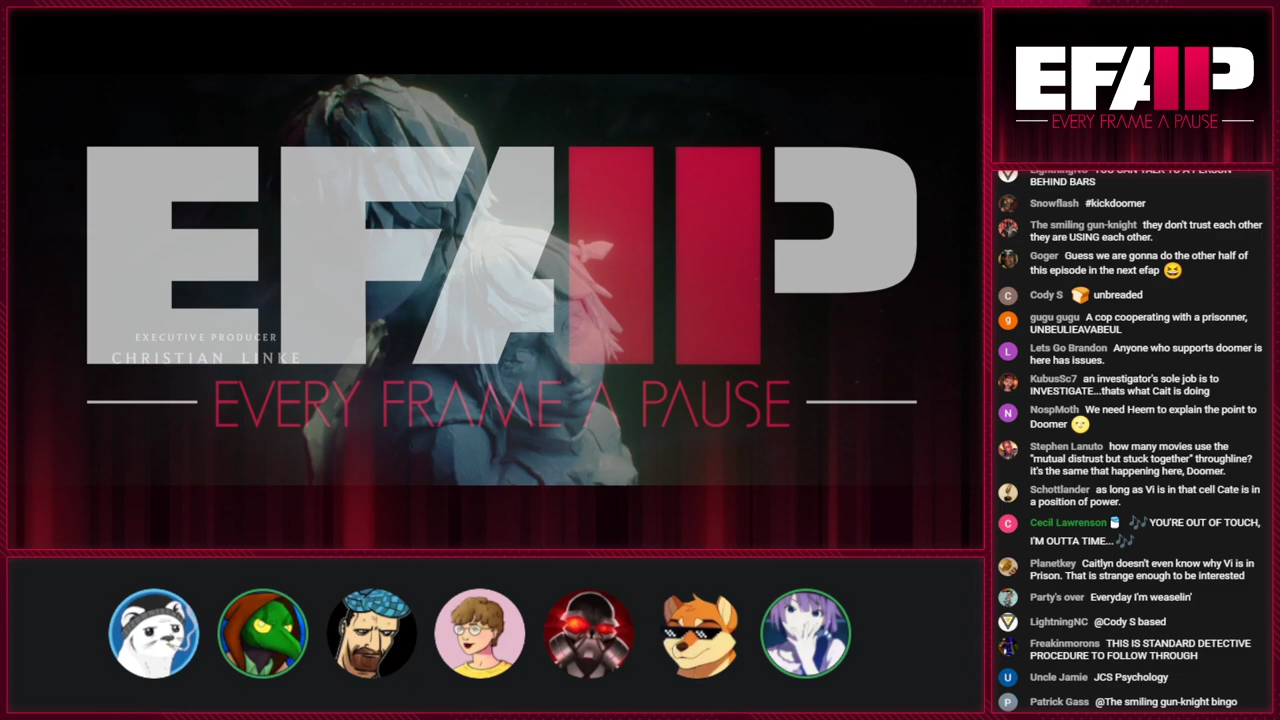 EFAP
EXECUTIVE PRODUCER
CHRISTIAN LINKE
EVERY FRAME A PAUSE
EFAP
EVERY FRAME A PAUSE
BEHIND BARS
Snowflash #kickdoomer
The smiling gun-knight they don't trust each other
they are USING each other.
Goger Guess we are gonna do the other half of
this episode in the next efap
C
Cody S unbreaded
g
gugu gugu A cop cooperating with a prisonner,
UNBEULIEAVABEUL
L
Lets Go Brandon Anyone who supports doomer is
here has issues.
KubusSc7 an investigator's sole job is to
INVESTIGATE...thats what Cait is doing
N
NospMoth We need Heem to explain the point to
Doomer
Stephen Lanuto how many movies use the
"mutual distrust but stuck together" throughline?
it's the same that happening here, Doomer.
Schottlander as long as Vi is in that cell Cate is in
a position of power.
C
Cecil Lawrenson 🎶YOU'RE OUT OF TOUCH,
I'M OUTTA TIME...🎶
Planetkey Caitlyn doesn't even know why Vi is in
Prison. That is strange enough to be interested
Party's over Everyday I'm weaselin'
LightningNC @Cody S based
Freakinmorons THIS IS STANDARD DETECTIVE
PROCEDURE TO FOLLOW THROUGH
U
Uncle Jamie JCS Psychology
P
Patrick Gass @The smiling gun-knight bingo